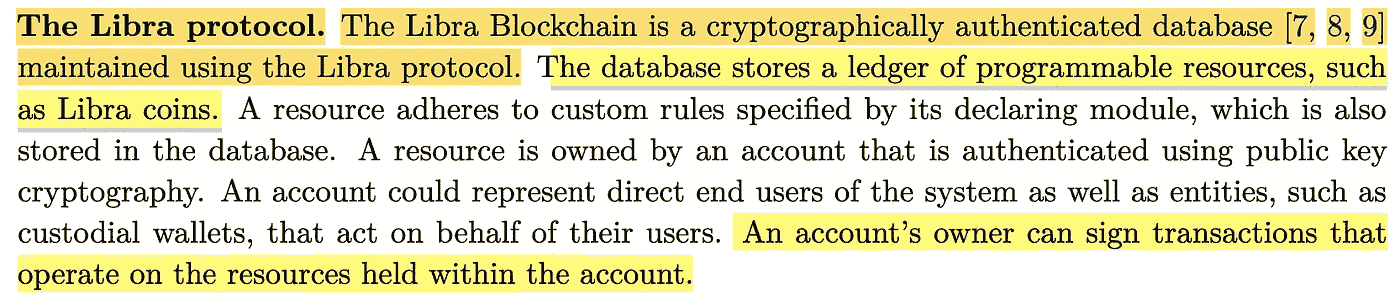 The Libra protocol. The Libra Blockchain is a cryptographically authenticated database [7, 8, 9]
maintained using the Libra protocol. The database stores a ledger of programmable resources, such
as Libra coins. A resource adheres to custom rules specified by its declaring module, which is also
stored in the database. A resource is owned by an account that is authenticated using public key
cryptography. An account could represent direct end users of the system as well as entities, such as
custodial wallets, that act on behalf of their users. An account’s owner can sign transactions that
operate on the resources held within the account.